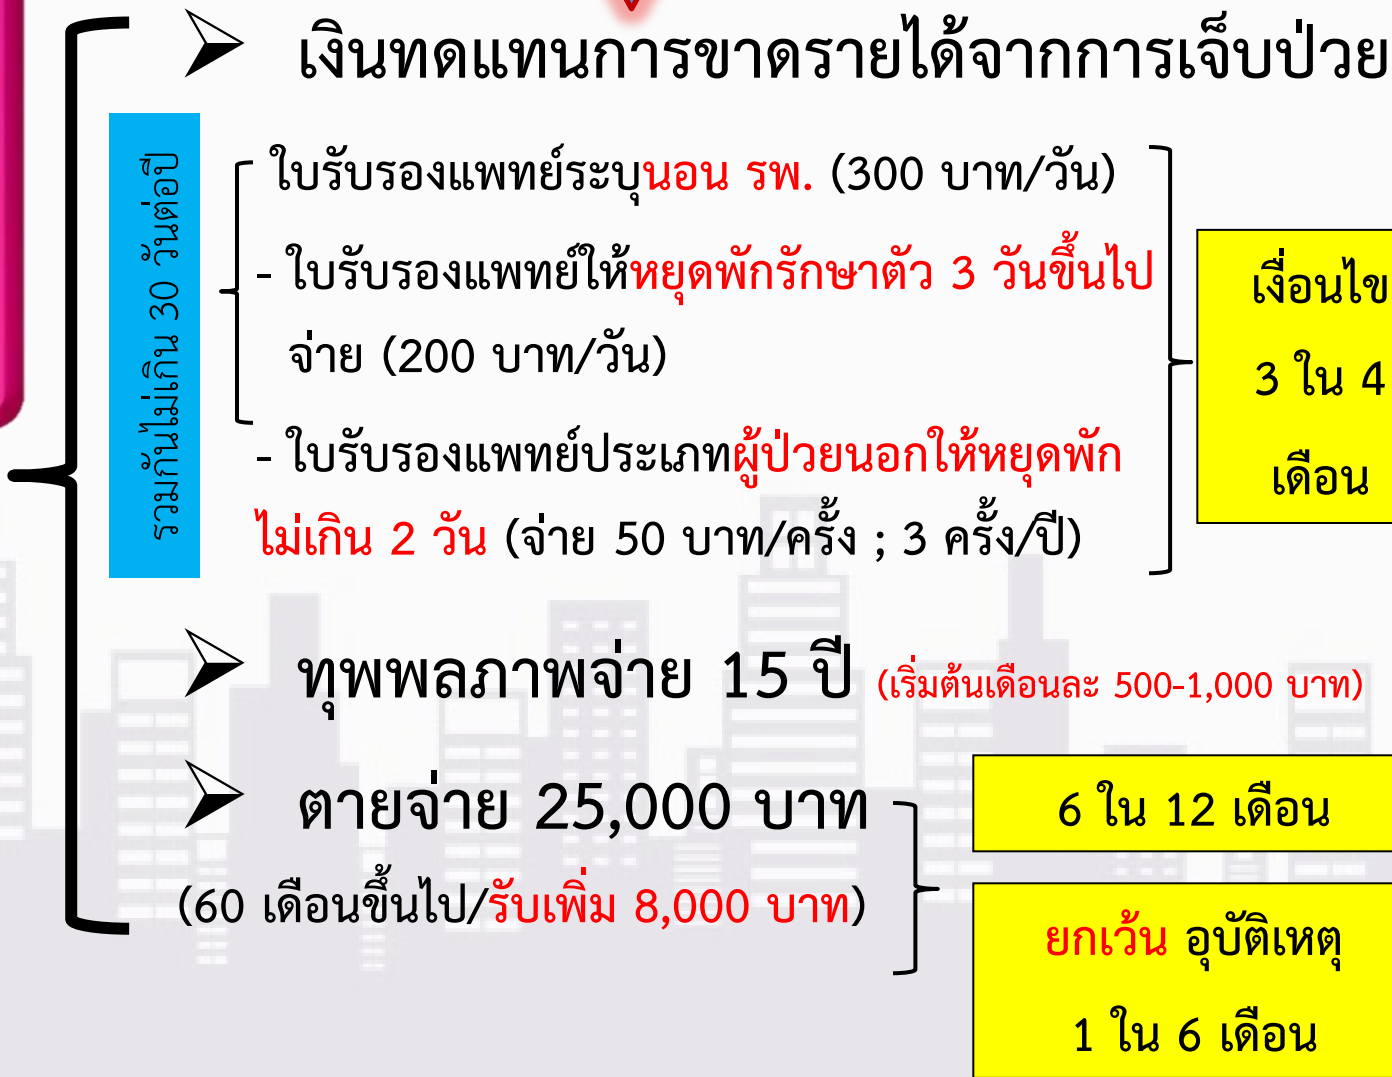 เงินทดแทนการขาดรายได้จากการเจ็บป่วย
รวมกันไม่เกิน 30 วันต่อปี
ใบรับรองแพทย์ระบุนอน รพ. (300 บาท/วัน)
- ใบรับรองแพทย์ให้หยุดพักรักษาตัว 3 วันขึ้นไป
จ่าย (200 บาท/วัน)
- ใบรับรองแพทย์ประเภทผู้ป่วยนอกให้หยุดพัก
ไม่เกิน 2 วัน (จ่าย 50 บาท/ครั้ง ; 3 ครั้ง/ปี)
เงื่อนไข
3 ใน 4
เดือน
ทุพพลภาพจ่าย 15 ปี (เริ่มต้นเดือนละ 500-1,000 บาท)
ตายจ่าย 25,000 บาท
(60 เดือนขึ้นไป/รับเพิ่ม 8,000 บาท)
6 ใน 12 เดือน
ยกเว้น อุบัติเหตุ
1 ใน 6 เดือน